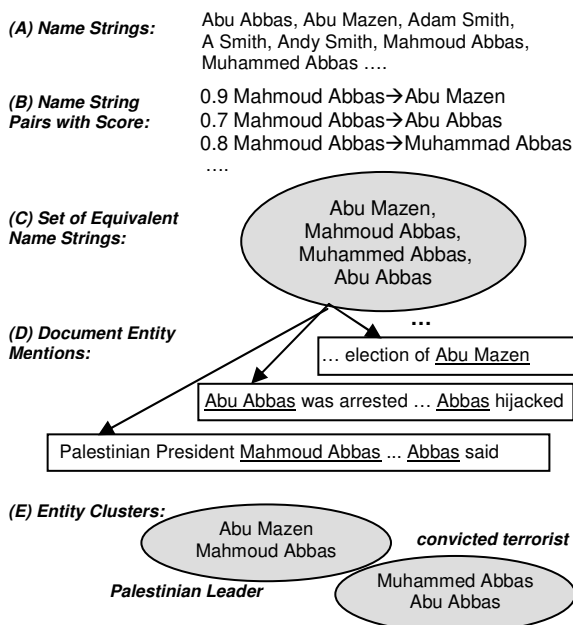 (A) Name Strings:
Abu Abbas, Abu Mazen, Adam Smith,
A Smith, Andy Smith, Mahmoud Abbas,
Muhammed Abbas ….
(B) Name String
Pairs with Score:
0.9 Mahmoud Abbas→Abu Mazen
0.7 Mahmoud Abbas→Abu Abbas
0.8 Mahmoud Abbas→Muhammad Abbas
….
(C) Set of Equivalent
Name Strings:
Abu Mazen,
Mahmoud Abbas,
Muhammed Abbas,
Abu Abbas
...
(D) Document Entity
Mentions:
… election of Abu Mazen
Abu Abbas was arrested … Abbas hijacked
Palestinian President Mahmoud Abbas ... Abbas said
(E) Entity Clusters:
Abu Mazen
Mahmoud Abbas
Palestinian Leader
convicted terrorist
Muhammed Abbas
Abu Abbas